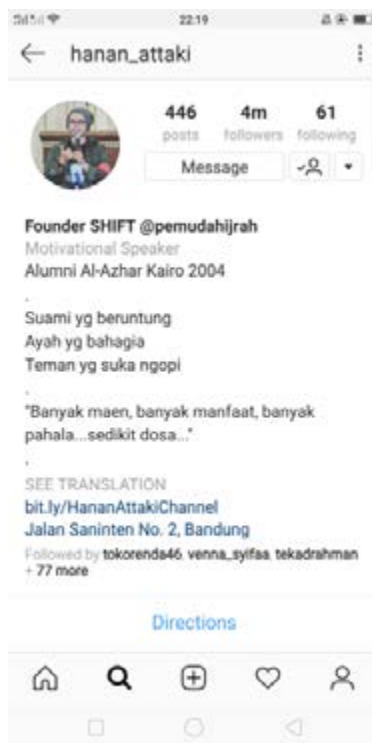 22:19
hanan_attaki
446 4m 61
posts followers following
Message
Founder SHIFT @pemudahijrah
Motivational Speaker
Alumni Al-Azhar Kairo 2004
.
Suami yg beruntung
Ayah yg bahagia
Teman yg suka ngopi
.
"Banyak maen, banyak manfaat, banyak
pahala...sedikit dosa..."
.
SEE TRANSLATION
bit.ly/HananAttakiChannel
Jalan Saninten No. 2, Bandung
Followed by tokorenda46, venna_syifaa, tekadrahman
+ 77 more
Directions